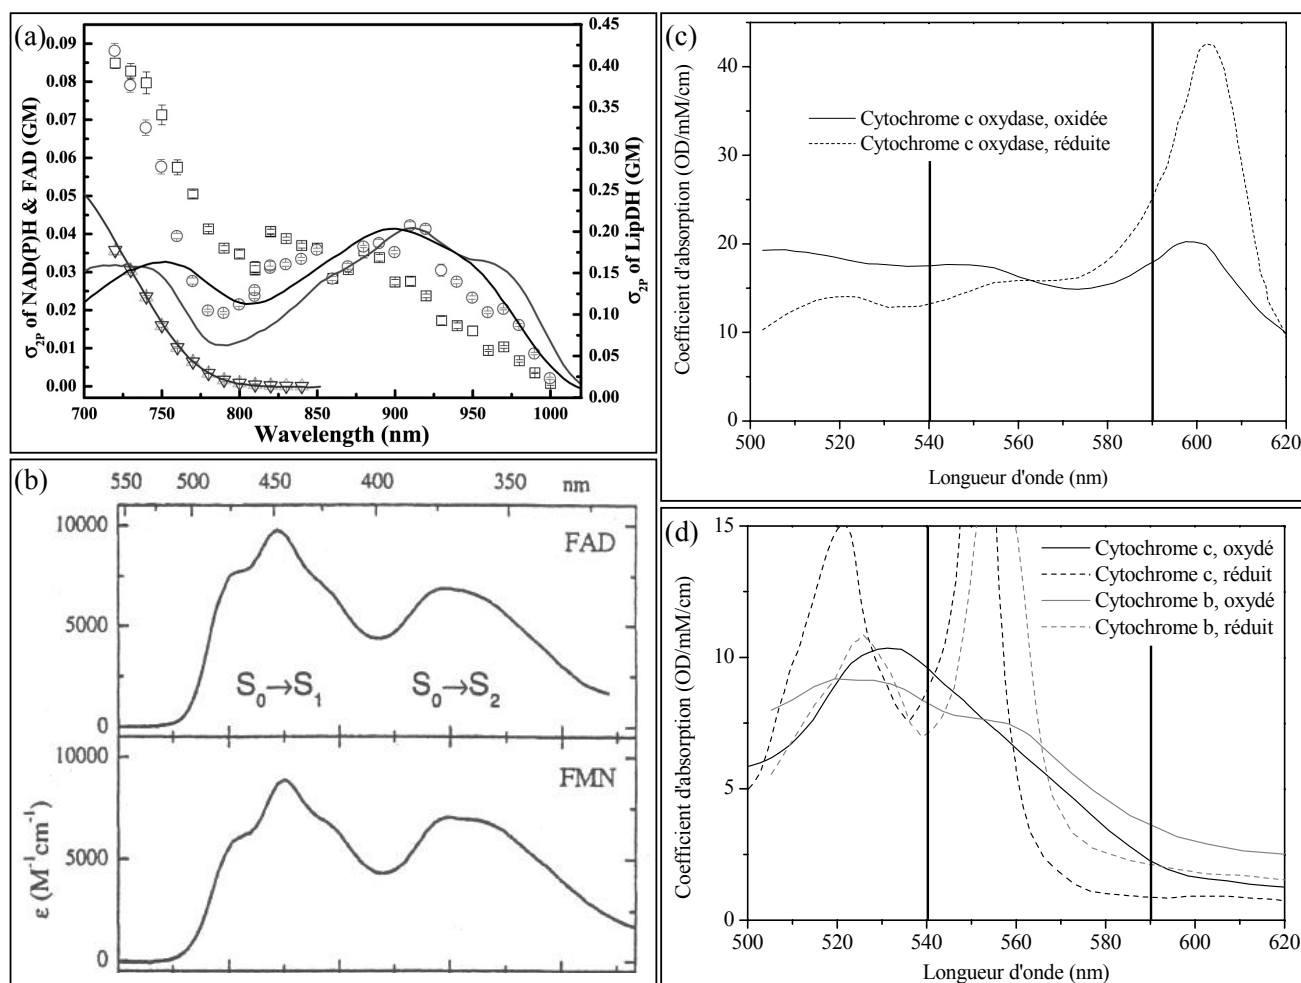 (a)
0.09
0.08
0.07
0.06
0.05
0.04
0.03
0.02
0.01
0.00
σ2P of NAD(P)H & FAD (GM)
0.45
0.40
0.35
0.30
0.25
0.20
0.15
0.10
0.05
0.00
σ2P of LipDH (GM)
700 750 800 850 900 950 1000
Wavelength (nm)
(b)
550 500 450 400 350 nm
10000
5000
0
FAD
S0→S1 S0→S2
10000
5000
0
FMN
ε (M-1cm-1)
(c)
Coefficient d'absorption (OD/mM/cm)
40
30
20
10
0
Cytochrome c oxydase, oxidée
Cytochrome c oxydase, réduite
500 520 540 560 580 600 620
Longueur d'onde (nm)
(d)
Coefficient d'absorption (OD/mM/cm)
15
10
5
0
Cytochrome c, oxydé
Cytochrome c, réduit
Cytochrome b, oxydé
Cytochrome b, réduit
500 520 540 560 580 600 620
Longueur d'onde (nm)